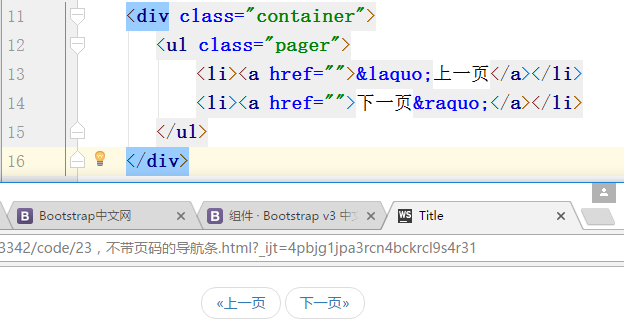 11 <div class="container">
12 <ul class="pager">
13 <li><a href="">&laquo;上一页</a></li>
14 <li><a href="">下一页&raquo;</a></li>
15 </ul>
16 </div>
B Bootstrap中文网 × B 组件 · Bootstrap v3 中文 × WS Title ×
3342/code/23，不带页码的导航条.html?_ijt=4pbjg1jpa3rcn4bckrcl9s4r31
«上一页 下一页»